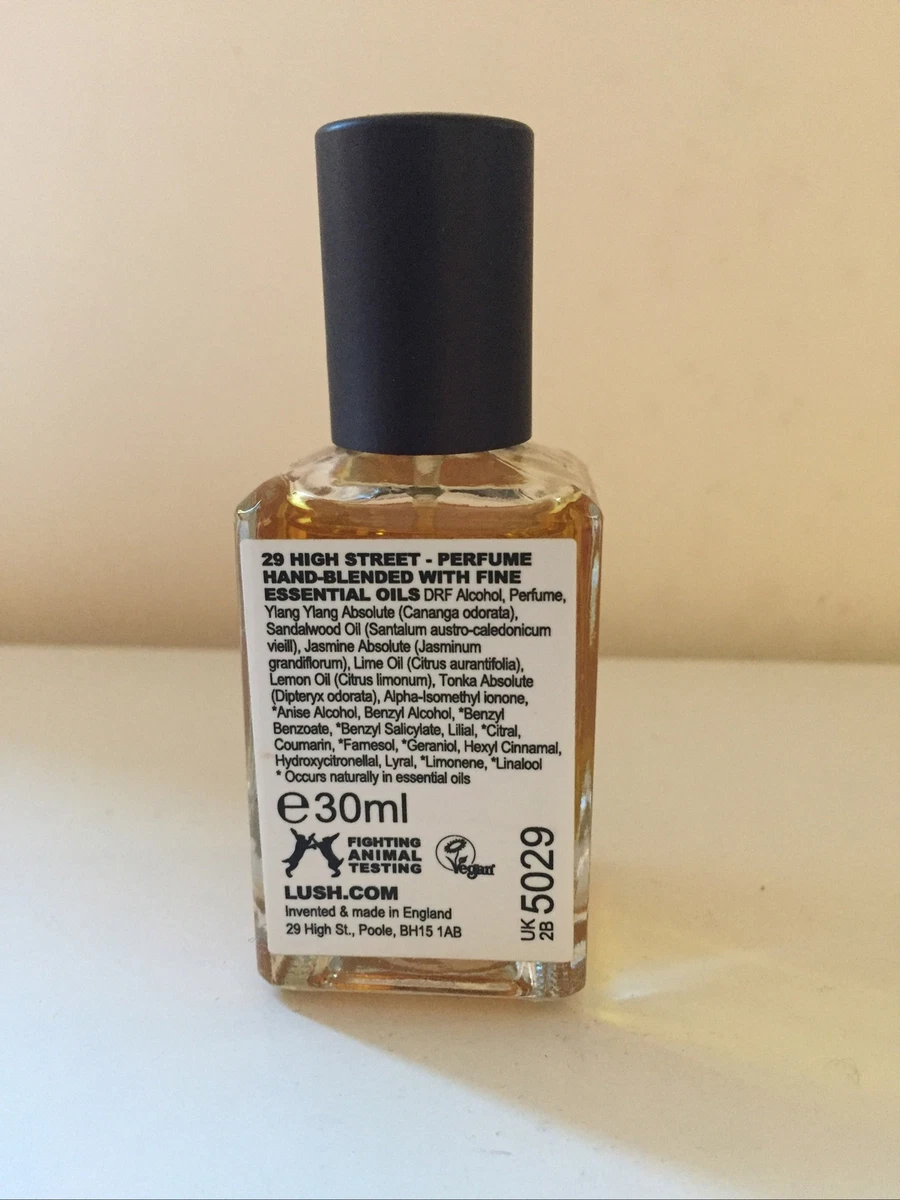 29 HIGH STREET - PERFUME
HAND-BLENDED WITH FINE
ESSENTIAL OILS DRF Alcohol, Perfume,
Ylang Ylang Absolute (Cananga odorata),
Sandalwood Oil (Santalum austro-caledonicum
vieill), Jasmine Absolute (Jasminum
grandiflorum), Lime Oil (Citrus aurantifolia),
Lemon Oil (Citrus limonum), Tonka Absolute
(Dipteryx odorata), Alpha-Isomethyl ionone,
*Anise Alcohol, Benzyl Alcohol, *Benzyl
Benzoate, *Benzyl Salicylate, Lilial, *Citral,
Coumarin, *Farnesol, *Geraniol, Hexyl Cinnamal,
Hydroxycitronellal, Lyral, *Limonene, *Linalool
* Occurs naturally in essential oils
℮30ml
FIGHTING
ANIMAL
TESTING
Vegan
LUSH.COM
Invented & made in England
29 High St., Poole, BH15 1AB
UK 5029
2B